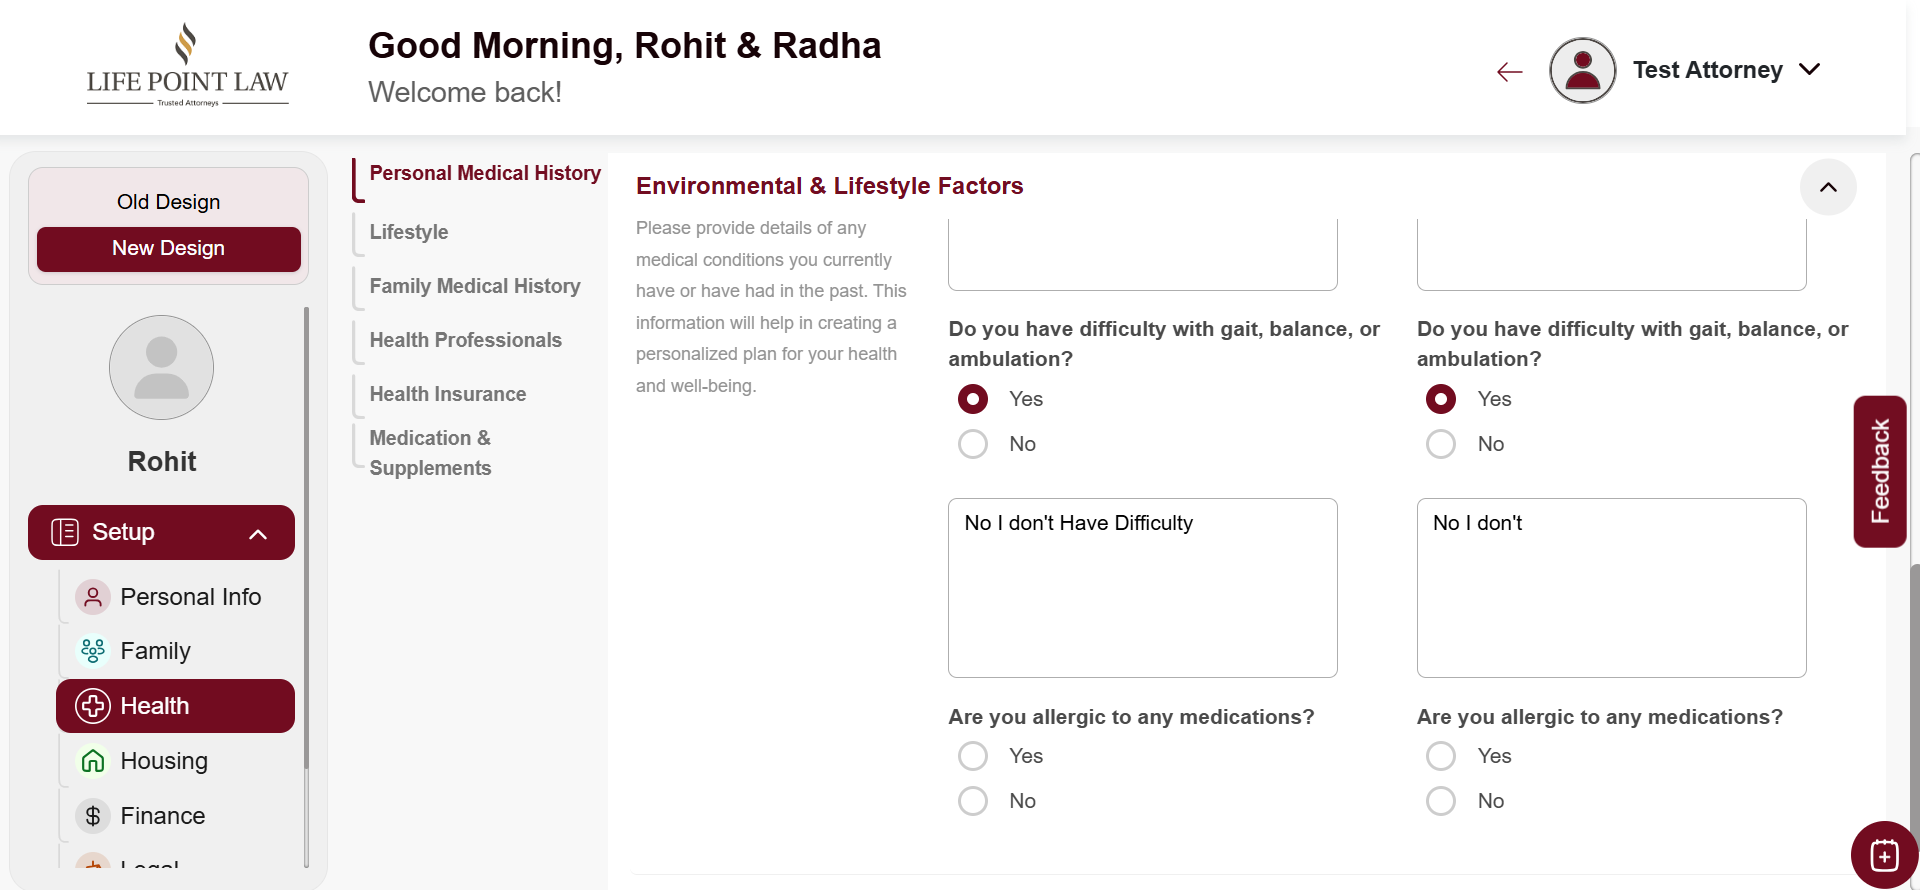 LIFE POINT LAW
Trusted Attorneys
Good Morning, Rohit & Radha
Welcome back!
Test Attorney
Old Design
New Design
Rohit
Setup
Personal Info
Family
Health
Housing
Finance
Legal
Personal Medical History
Lifestyle
Family Medical History
Health Professionals
Health Insurance
Medication &
Supplements
Environmental & Lifestyle Factors
Please provide details of any
medical conditions you currently
have or have had in the past. This
information will help in creating a
personalized plan for your health
and well-being.
Do you have difficulty with gait, balance, or
ambulation?
Yes
No
No I don't Have Difficulty
Are you allergic to any medications?
Yes
No
Do you have difficulty with gait, balance, or
ambulation?
Yes
No
No I don't
Are you allergic to any medications?
Yes
No
Feedback